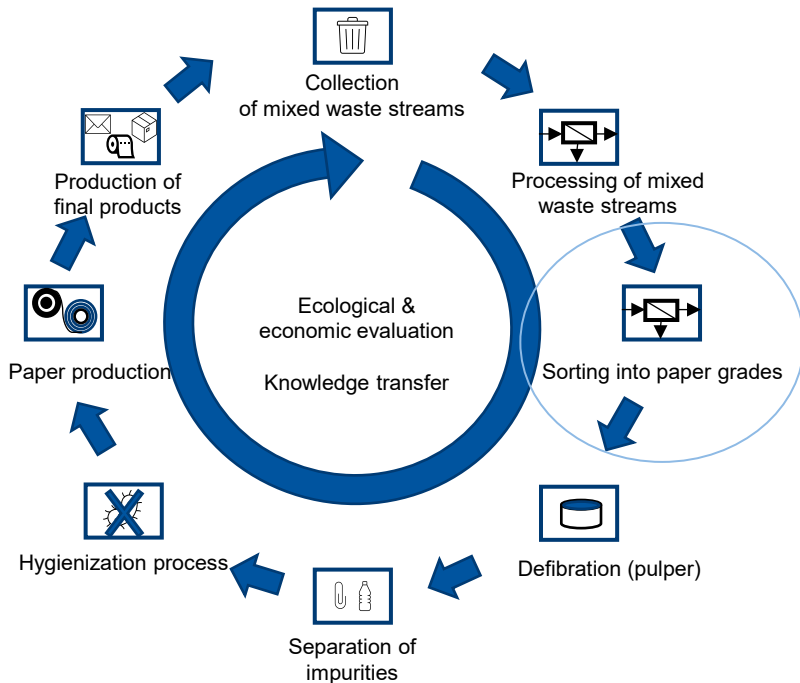 Collection
of mixed waste streams
Processing of mixed
waste streams
Sorting into paper grades
Defibration (pulper)
Separation of
impurities
Hygienization process
Paper production
Production of
final products
Ecological &
economic evaluation
Knowledge transfer